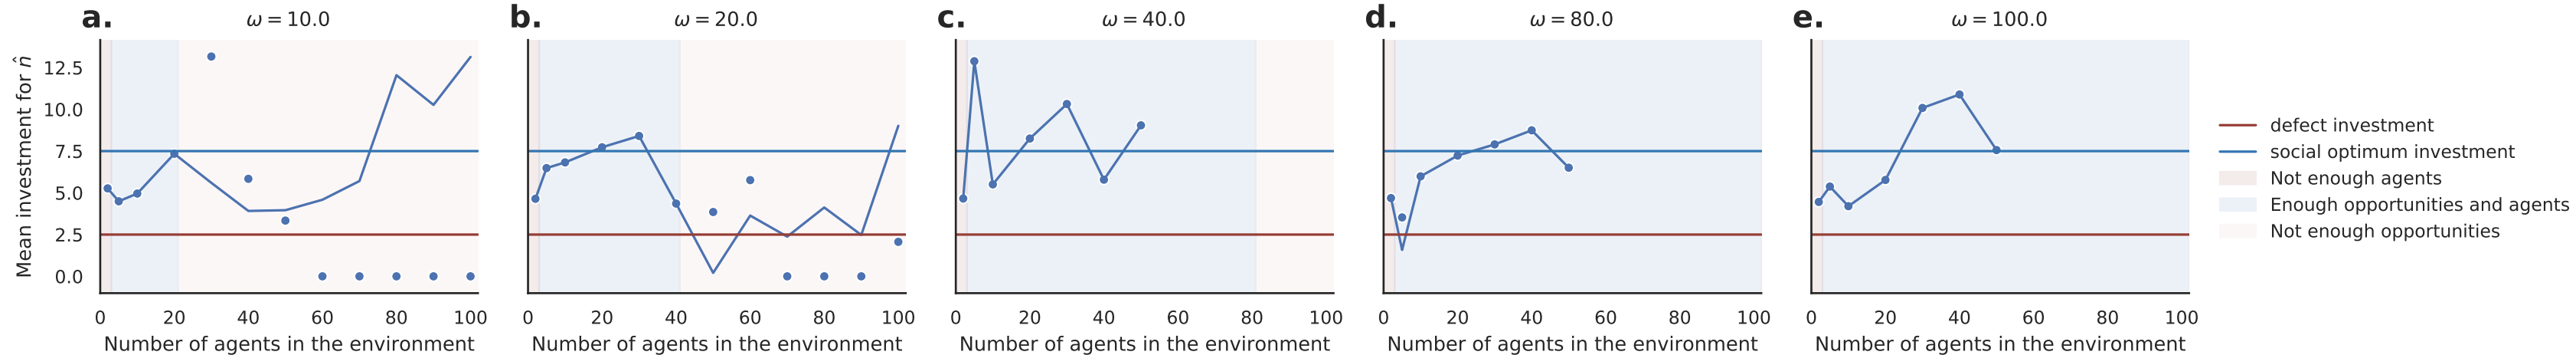 a.
ω = 10.0
b.
ω = 20.0
c.
ω = 40.0
d.
ω = 80.0
e.
ω = 100.0
Mean investment for n̂
12.5
10.0
7.5
5.0
2.5
0.0
0 20 40 60 80 100
0 20 40 60 80 100
0 20 40 60 80 100
0 20 40 60 80 100
0 20 40 60 80 100
Number of agents in the environment
Number of agents in the environment
Number of agents in the environment
Number of agents in the environment
Number of agents in the environment
defect investment
social optimum investment
Not enough agents
Enough opportunities and agents
Not enough opportunities